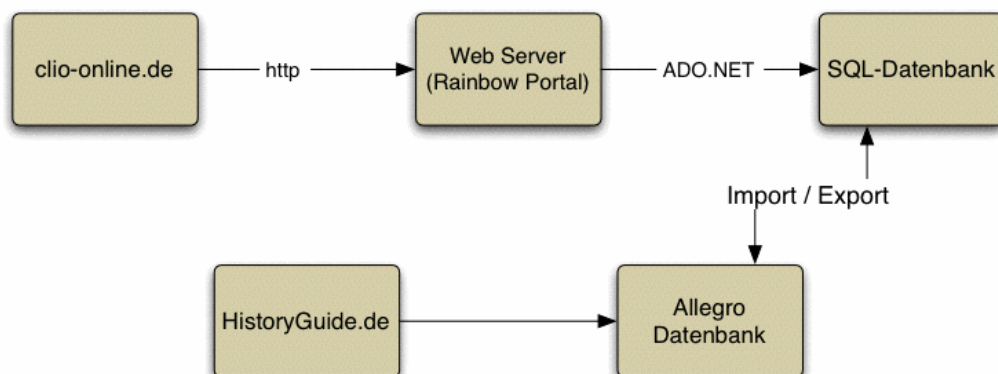 clio-online.de
http
Web Server
(Rainbow Portal)
ADO.NET
SQL-Datenbank
Import / Export
HistoryGuide.de
Allegro
Datenbank